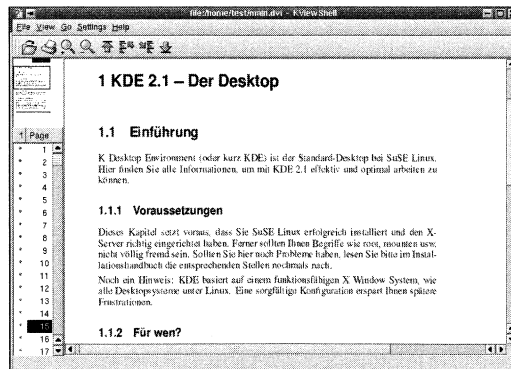 file:/home/test/nmin.dvi - KViewShell
File View Go Settings Help
1 KDE 2.1 – Der Desktop
1.1 Einführung
K Desktop Environment (oder kurz KDE) ist der Standard-Desktop bei SuSE Linux.
Hier finden Sie alle Informationen, um mit KDE 2.1 effektiv und optimal arbeiten zu
können.
1.1.1 Voraussetzungen
Dieses Kapitel setzt voraus, dass Sie SuSE Linux erfolgreich installiert und den X-
Server richtig eingerichtet haben. Ferner sollten Ihnen Begriffe wie root, mounten usw.
nicht völlig fremd sein. Sollten Sie hier noch Probleme haben, lesen Sie bitte im Instal-
lationshandbuch die entsprechenden Stellen nochmals nach.
Noch ein Hinweis: KDE basiert auf einem funktionsfähigen X Window System, wie
alle Desktopsysteme unter Linux. Eine sorgfältige Konfiguration erspart Ihnen spätere
Frustrationen.
1.1.2 Für wen?
1 Page
1
2
3
4
5
6
7
8
9
10
11
12
13
14
15
16
17